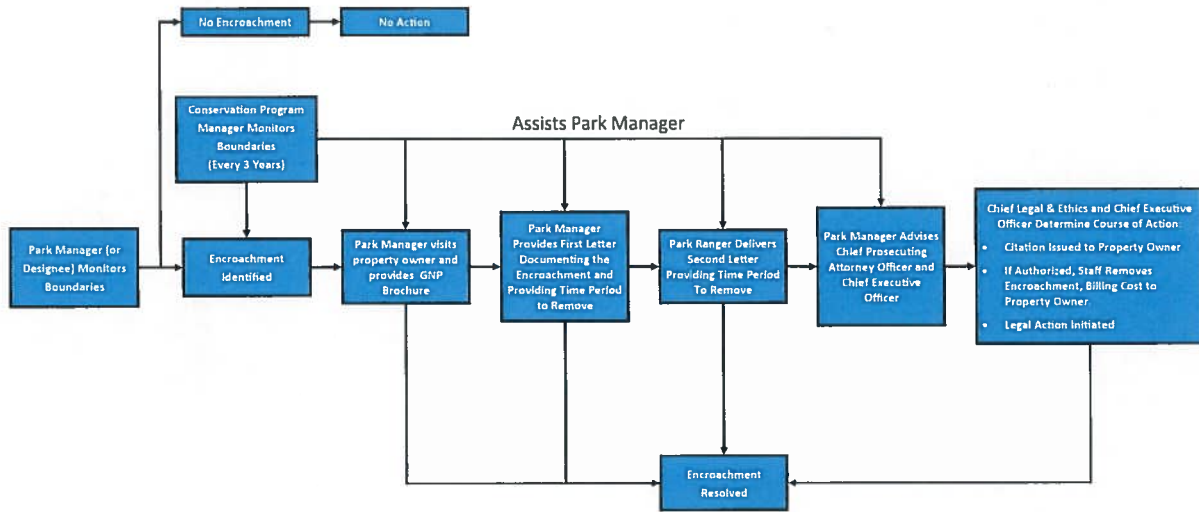 No Encroachment
No Action
Conservation Program
Manager Monitors
Boundaries
(Every 3 Years)
Assists Park Manager
Park Manager (or
Designee) Monitors
Boundaries
Encroachment
Identified
Park Manager visits
property owner and
provides GNP
Brochure
Park Manager
Provides First Letter
Documenting the
Encroachment and
Providing Time Period
to Remove
Park Ranger Delivers
Second Letter
Providing Time Period
To Remove
Park Manager Advises
Chief Prosecuting
Attorney Officer and
Chief Executive
Officer
Chief Legal & Ethics and Chief Executive
Officer Determine Course of Action:
• Citation Issued to Property Owner
• If Authorized, Staff Removes
Encroachment, Billing Cost to
Property Owner
• Legal Action Initiated
Encroachment
Resolved